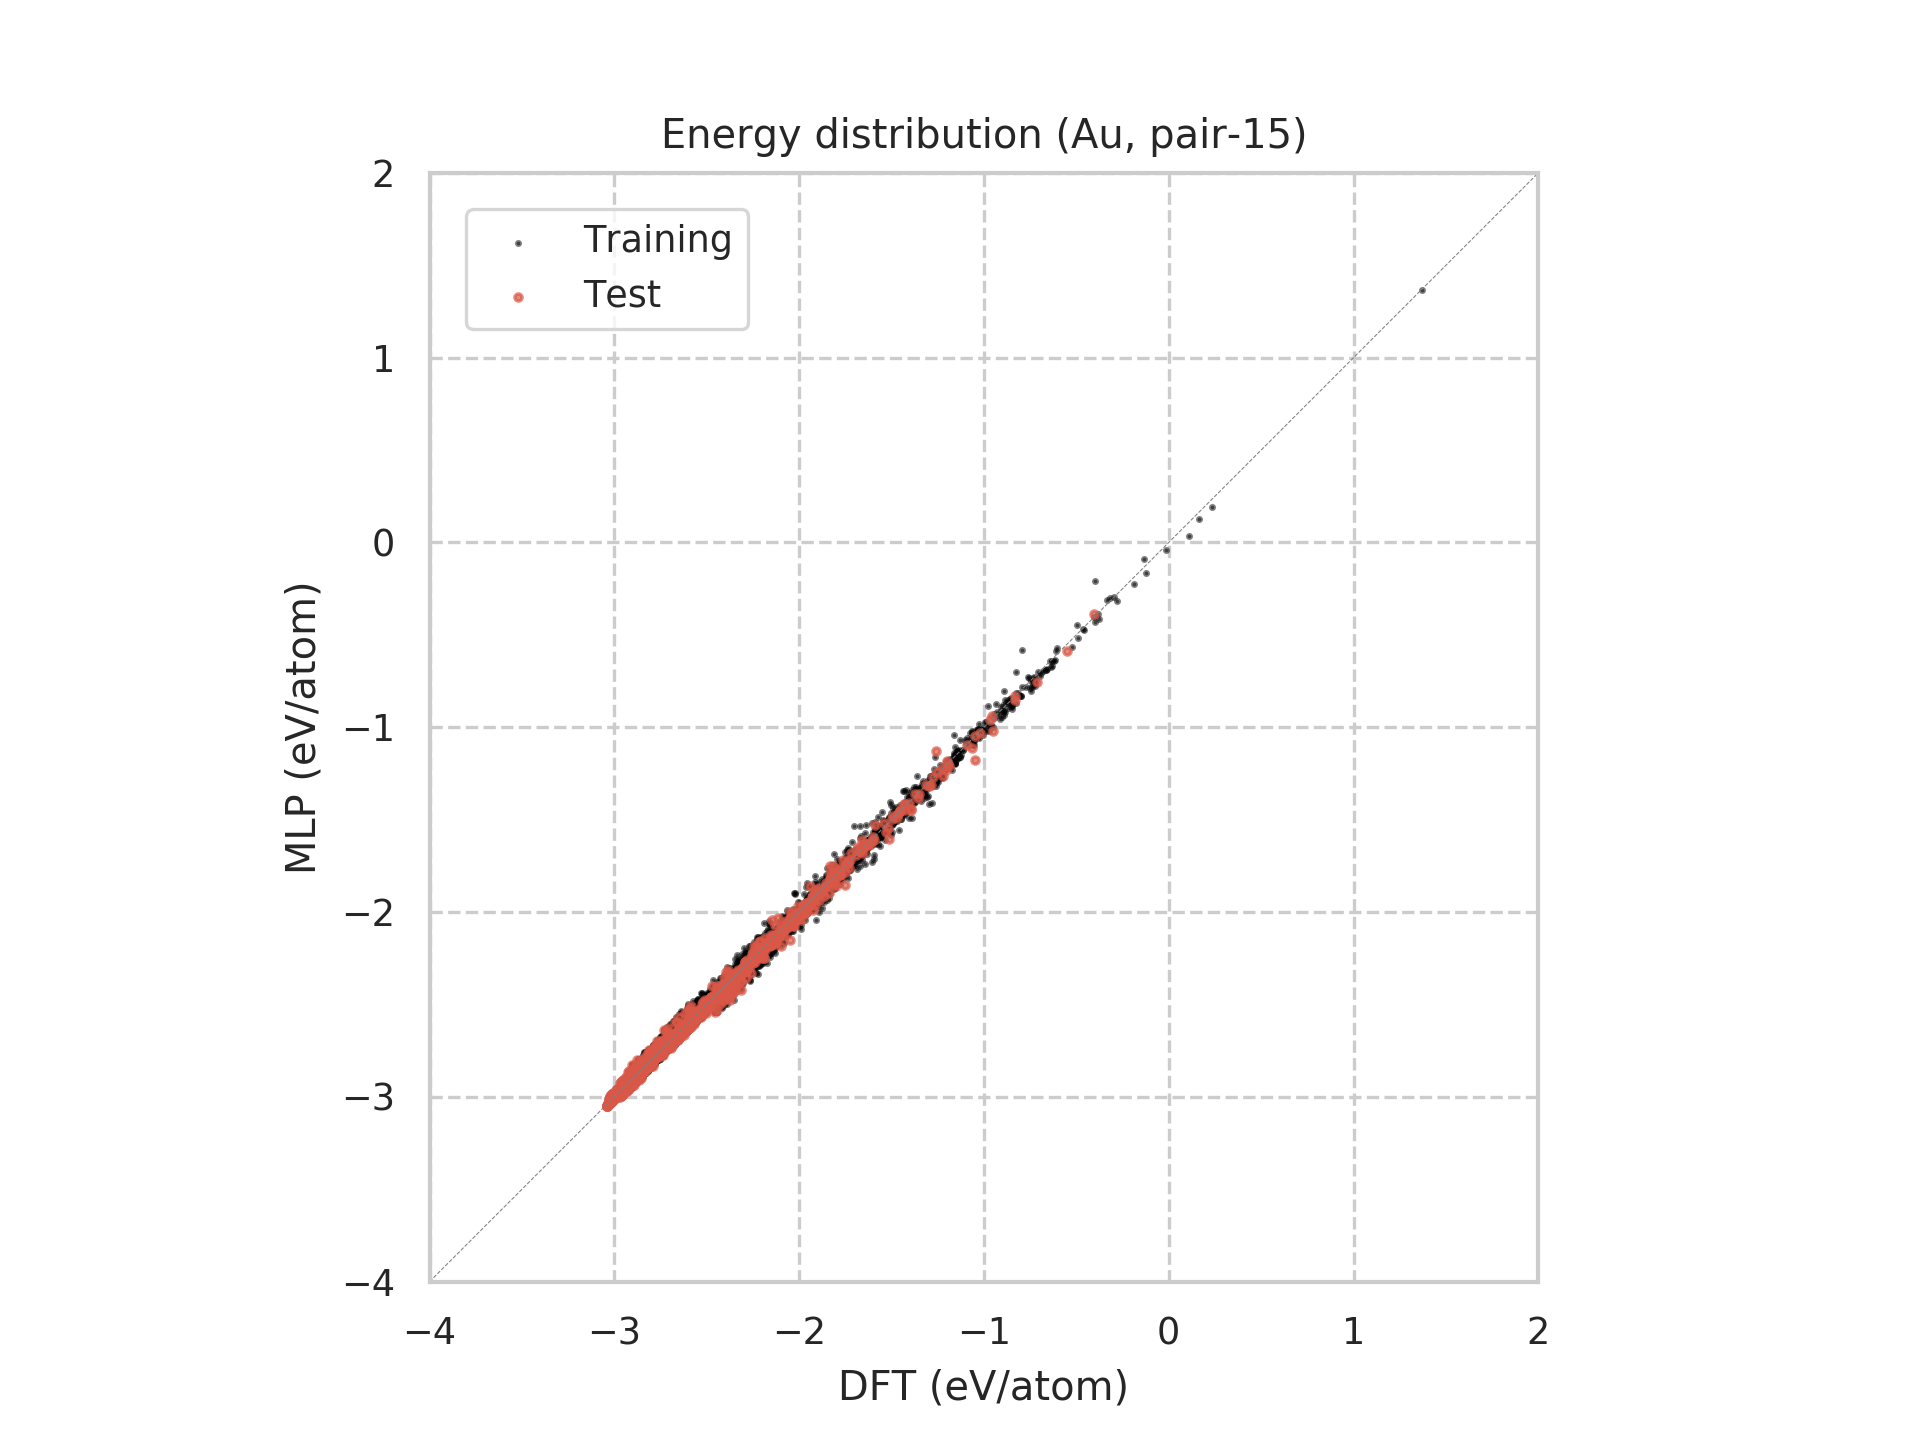 Energy distribution (Au, pair-15)
Training
Test
2
1
0
−1
−2
−3
−4
MLP (eV/atom)
−4 −3 −2 −1 0 1 2
DFT (eV/atom)